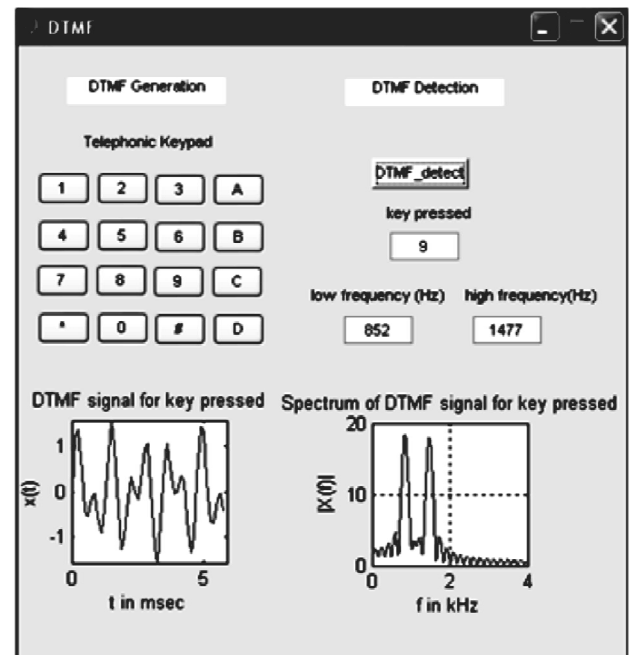 DTMF
DTMF Generation
DTMF Detection
Telephonic Keypad
1 2 3 A
4 5 6 B
7 8 9 C
* 0 # D
DTMF_detect
key pressed
9
low frequency (Hz) high frequency(Hz)
852 1477
DTMF signal for key pressed
1
0
-1
x(t)
0 5
t in msec
Spectrum of DTMF signal for key pressed
20
10
0
|X(f)|
0 2 4
f in kHz